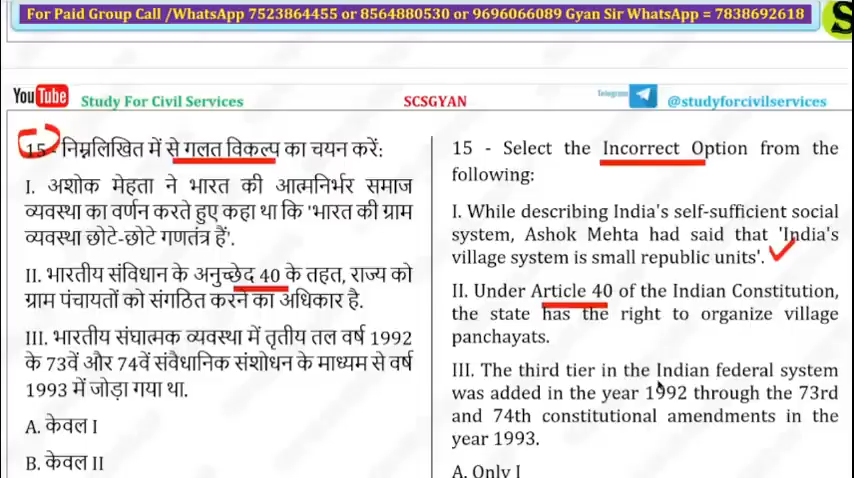 For Paid Group Call /WhatsApp 7523864455 or 8564880530 or 9696066089 Gyan Sir WhatsApp = 7838692618
S
YouTube Study For Civil Services
SCSGYAN
Telegram @studyforcivilservices
15 - निम्नलिखित में से गलत विकल्प का चयन करें:
I. अशोक मेहता ने भारत की आत्मनिर्भर समाज
व्यवस्था का वर्णन करते हुए कहा था कि 'भारत की ग्राम
व्यवस्था छोटे-छोटे गणतंत्र हैं'.
II. भारतीय संविधान के अनुच्छेद 40 के तहत, राज्य को
ग्राम पंचायतों को संगठित करने का अधिकार है.
III. भारतीय संघात्मक व्यवस्था में तृतीय तल वर्ष 1992
के 73वें और 74वें संवैधानिक संशोधन के माध्यम से वर्ष
1993 में जोड़ा गया था.
A. केवल I
B. केवल II
15 - Select the Incorrect Option from the
following:
I. While describing India's self-sufficient social
system, Ashok Mehta had said that 'India's
village system is small republic units'.
II. Under Article 40 of the Indian Constitution,
the state has the right to organize village
panchayats.
III. The third tier in the Indian federal system
was added in the year 1992 through the 73rd
and 74th constitutional amendments in the
year 1993.
A. Only I